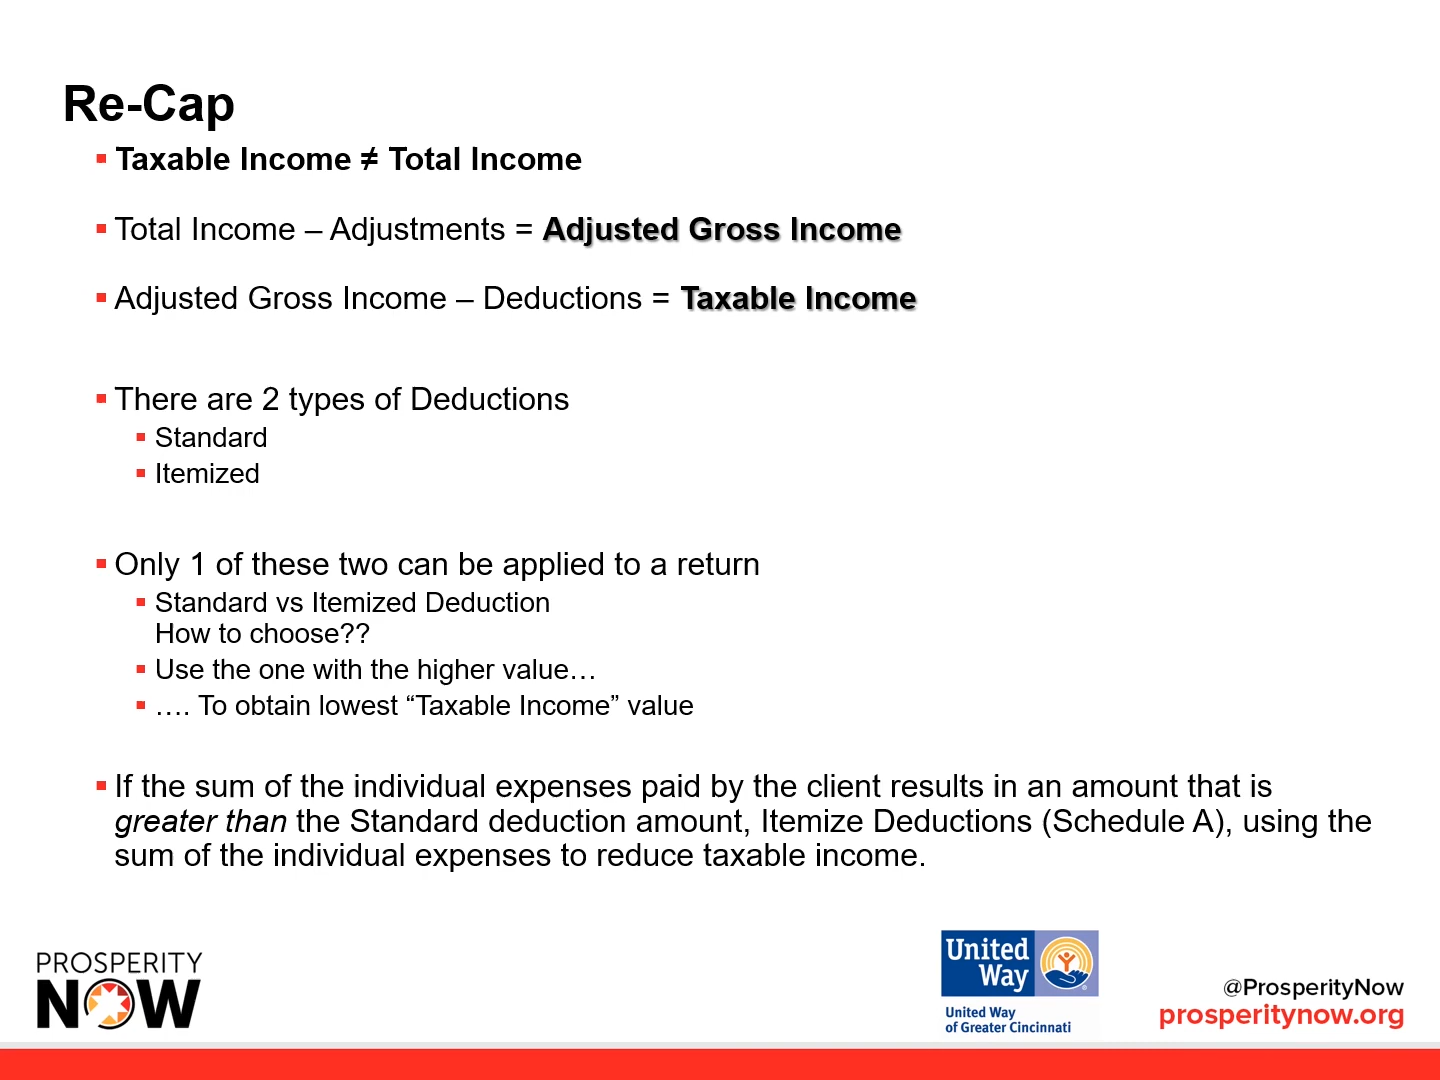 Re-Cap
Taxable Income ≠ Total Income
Total Income – Adjustments = Adjusted Gross Income
Adjusted Gross Income – Deductions = Taxable Income
There are 2 types of Deductions
Standard
Itemized
Only 1 of these two can be applied to a return
Standard vs Itemized Deduction
How to choose??
Use the one with the higher value…
…. To obtain lowest “Taxable Income” value
If the sum of the individual expenses paid by the client results in an amount that is
greater than the Standard deduction amount, Itemize Deductions (Schedule A), using the
sum of the individual expenses to reduce taxable income.
PROSPERITY
NOW
United
Way
United Way
of Greater Cincinnati
@ProsperityNow
prosperitynow.org